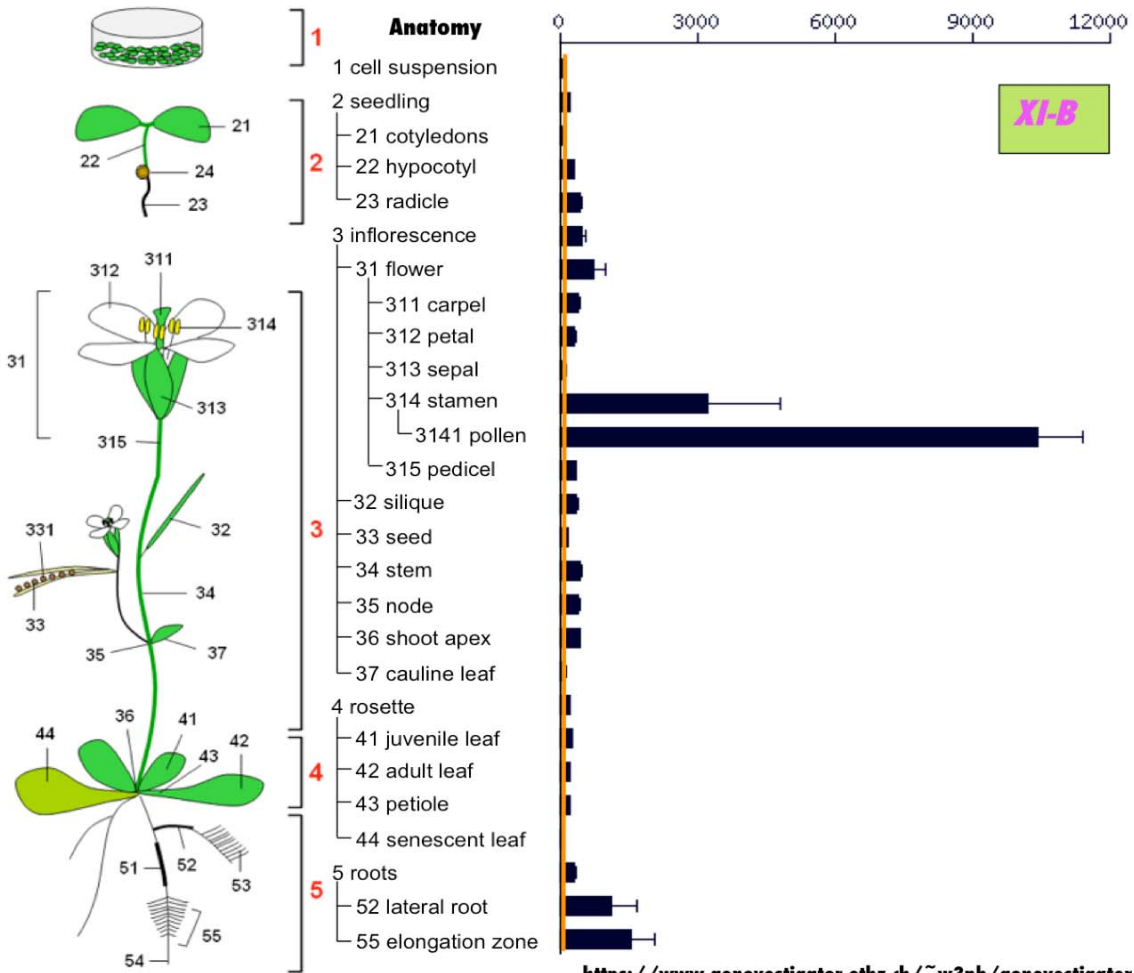 Anatomy
0 3000 6000 9000 12000
XI-B
1
1 cell suspension
2
2 seedling
21 cotyledons
22 hypocotyl
23 radicle
21
22
24
23
3
3 inflorescence
31 flower
311 carpel
312 petal
313 sepal
314 stamen
3141 pollen
315 pedicel
32 silique
33 seed
34 stem
35 node
36 shoot apex
37 cauline leaf
311
312
314
31
313
315
32
331
34
33
35
37
4
4 rosette
41 juvenile leaf
42 adult leaf
43 petiole
44 senescent leaf
36
41
44
43
42
5
5 roots
52 lateral root
55 elongation zone
51
52
53
55
54